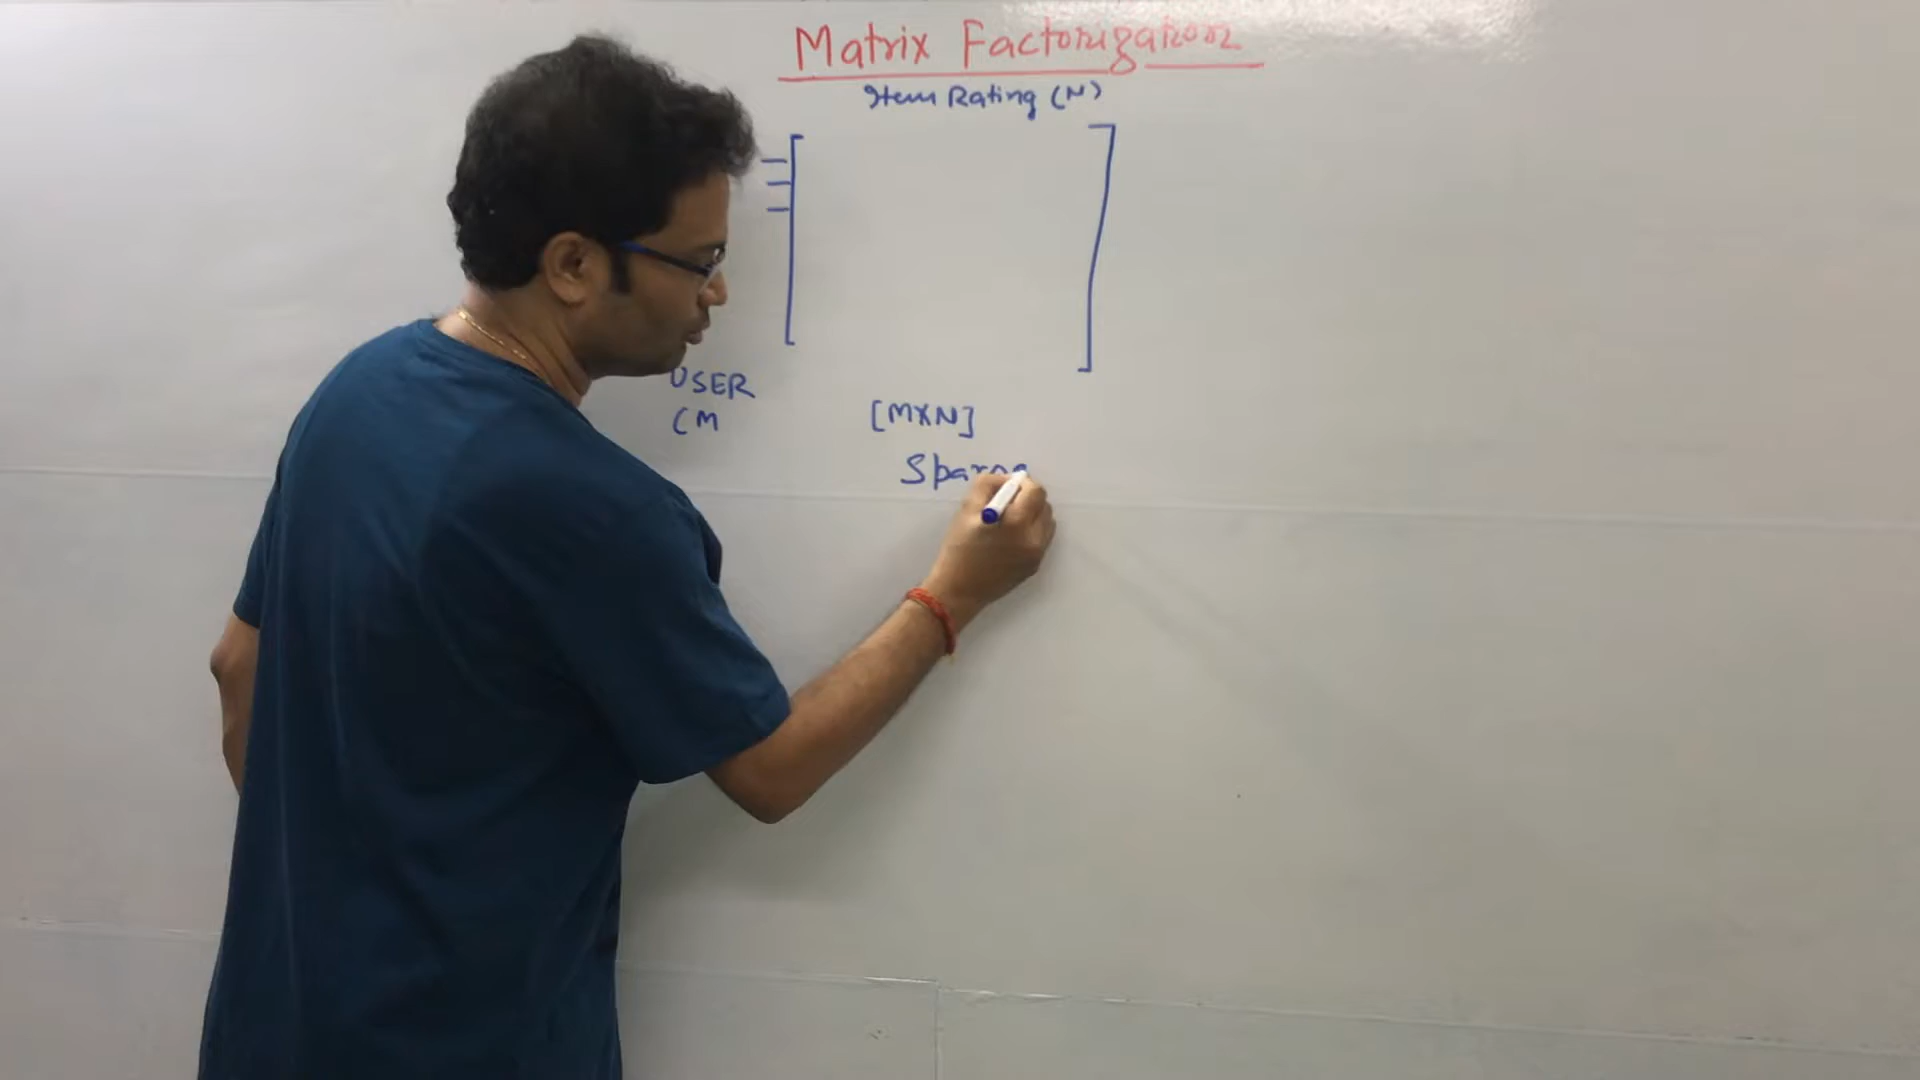 Matrix Factorization
Item Rating (N)
USER
(M
[MXN]
Sparse